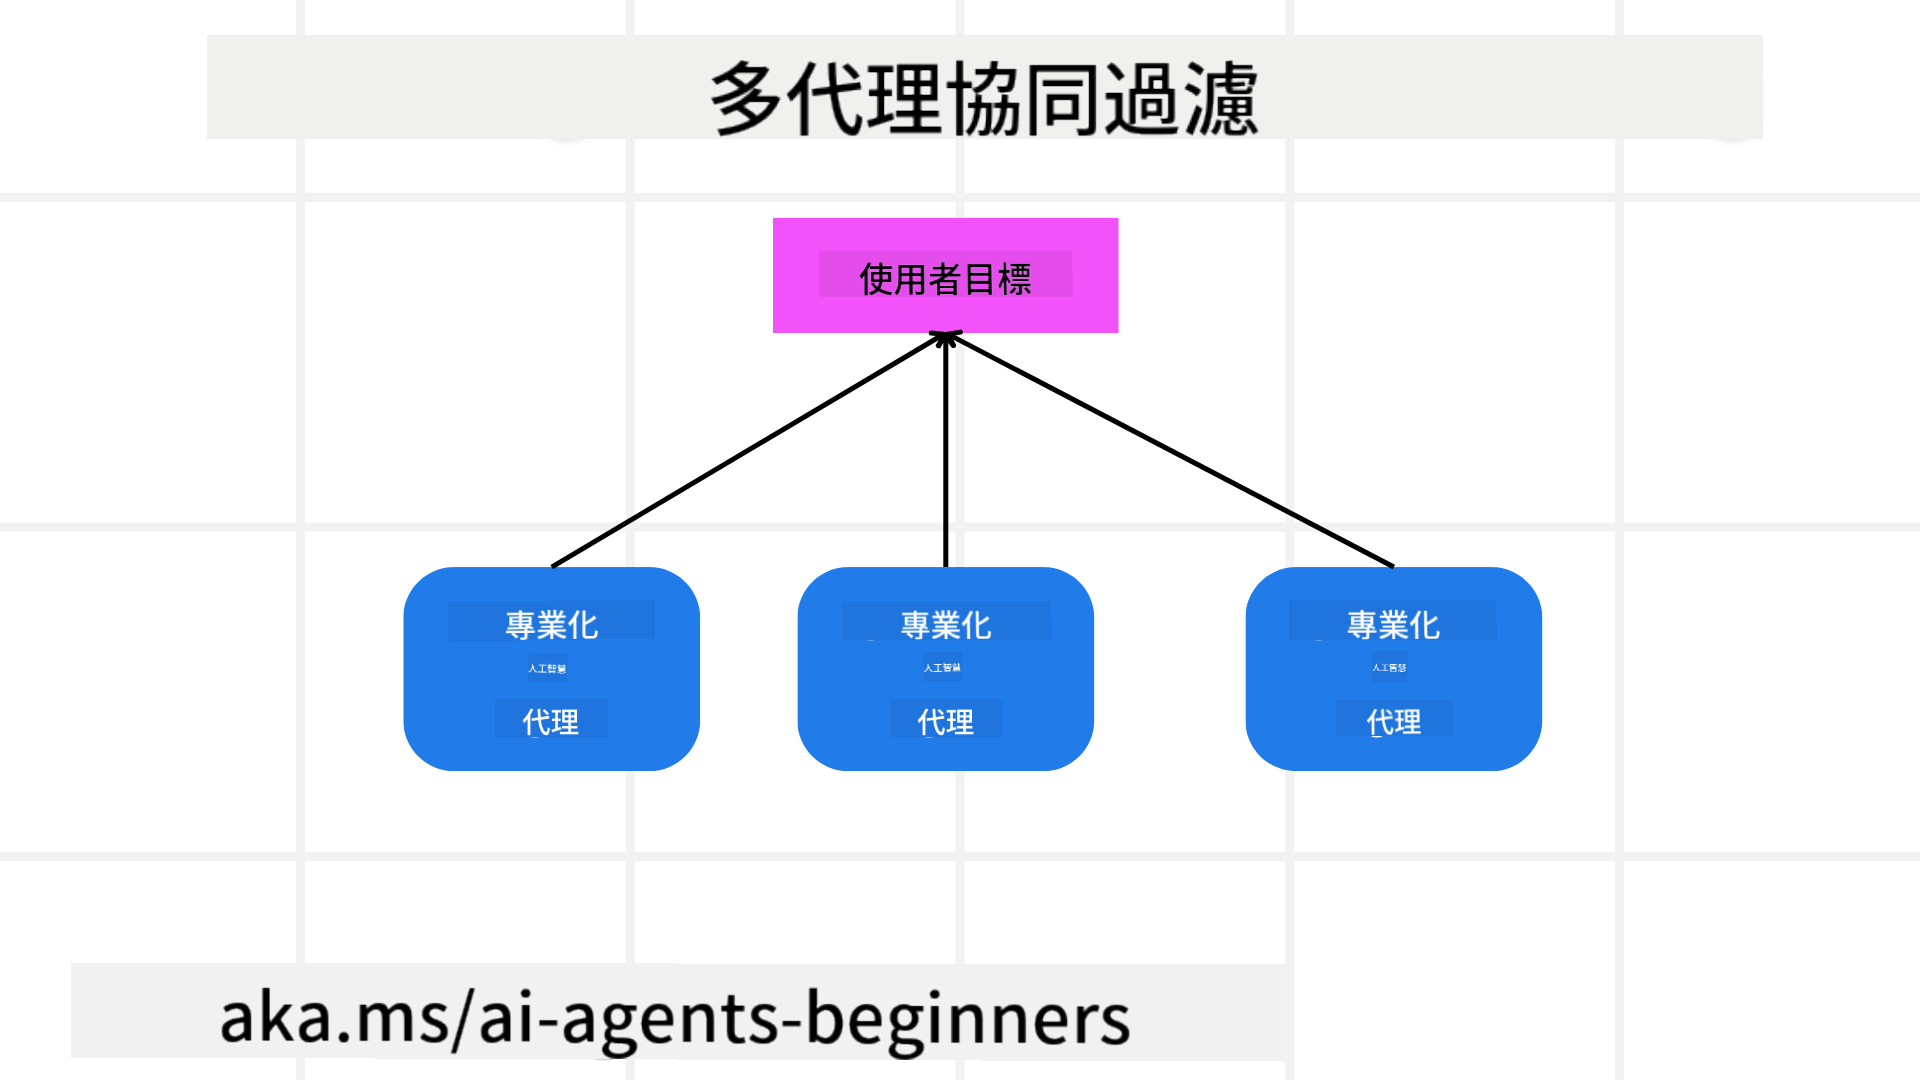 多代理協同過濾
使用者目標
專業化
人工智慧
代理
專業化
人工智慧
代理
專業化
人工智慧
代理
aka.ms/ai-agents-beginners